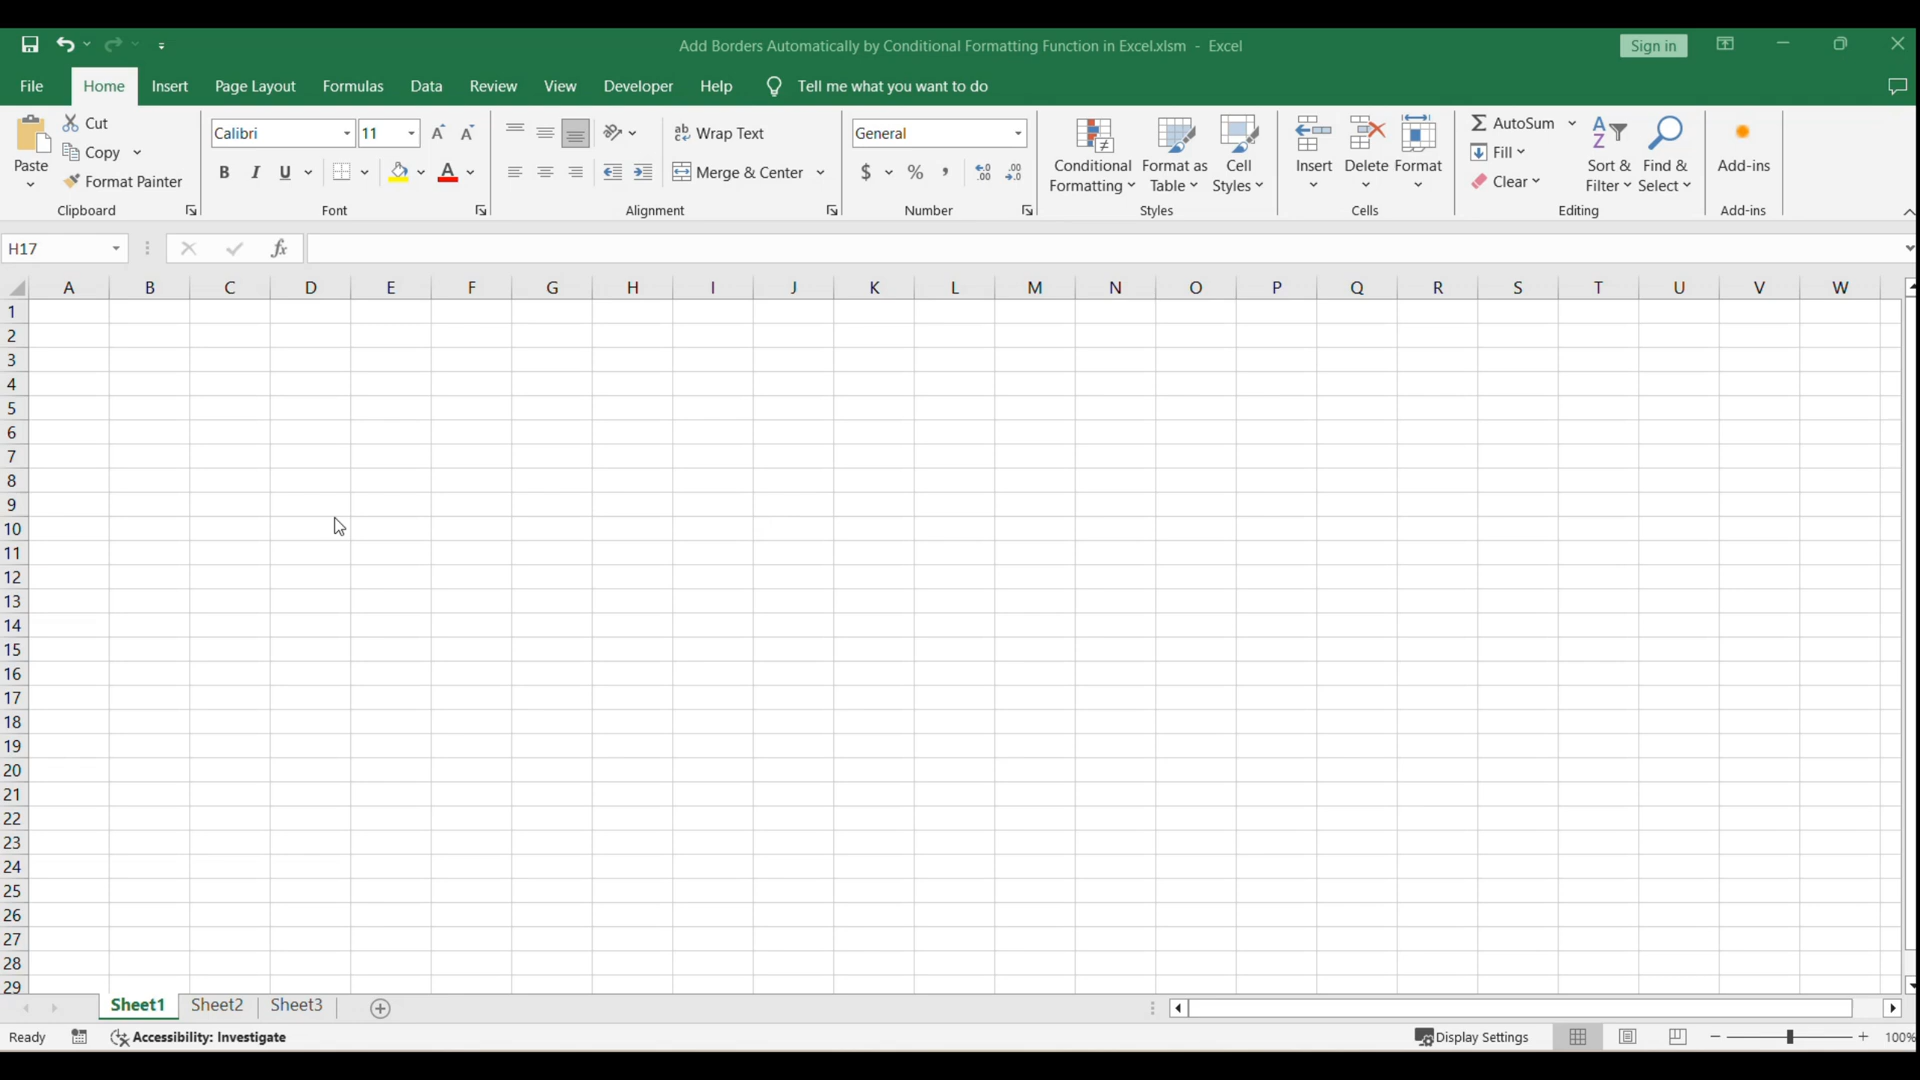 Add Borders Automatically by Conditional Formatting Function in Excel.xlsm - Excel
Sign in
File Home Insert Page Layout Formulas Data Review View Developer Help Tell me what you want to do
Paste
Cut
Copy
Format Painter
Clipboard
Calibri 11
B I U A
Font
Wrap Text
Merge & Center
Alignment
General
$ % ,
Number
Conditional Formatting
Format as Table
Cell Styles
Styles
Insert Delete Format
Cells
AutoSum
Fill
Clear
Sort & Filter
Find & Select
Editing
Add-ins
Add-ins
H17 fx
A B C D E F G H I J K L M N O P Q R S T U V W
1
2
3
4
5
6
7
8
9
10
11
12
13
14
15
16
17
18
19
20
21
22
23
24
25
26
27
28
29
Sheet1 Sheet2 Sheet3
Ready Accessibility: Investigate Display Settings 100%